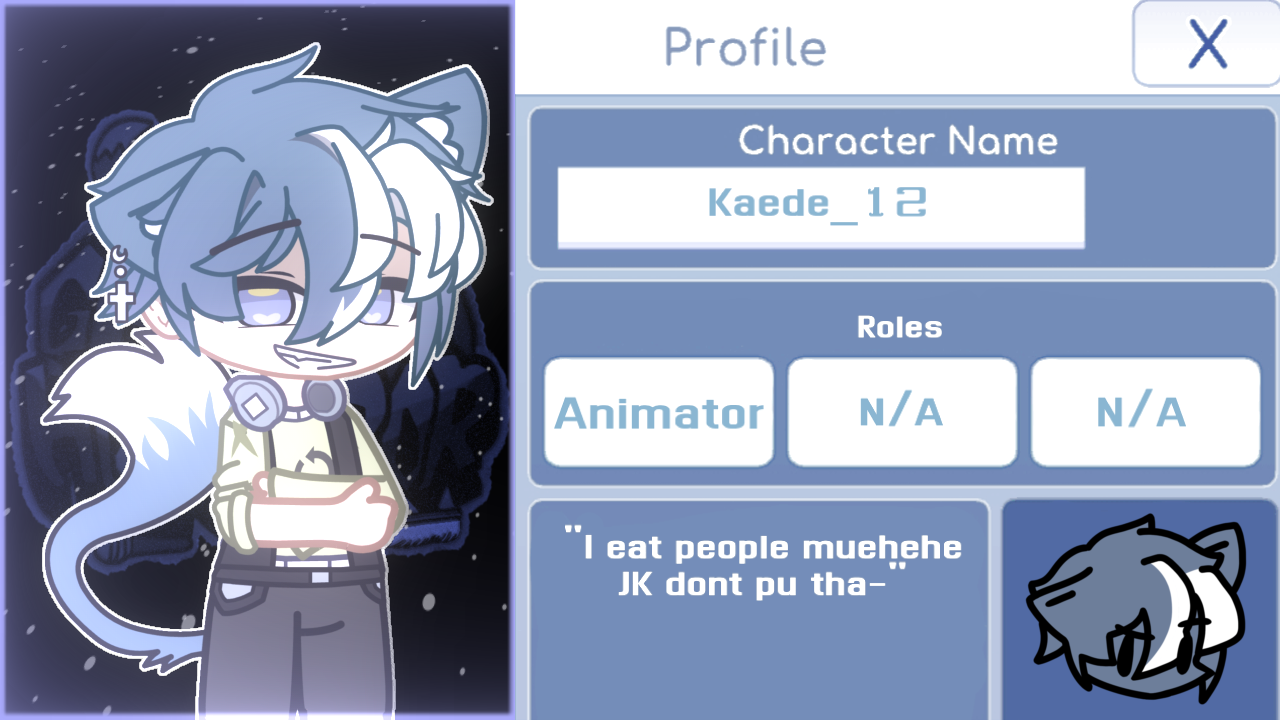 Profile
X
Character Name
Kaede_12
Roles
Animator
N/A
N/A
"I eat people muehehe
JK dont pu tha-"